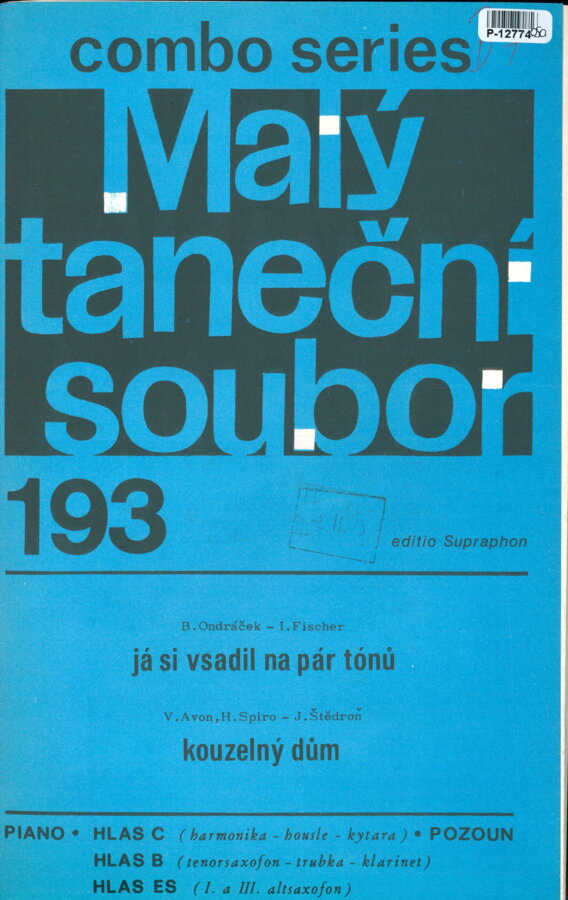 P-12774
combo series
Malý
taneční
soubor
193
editio Supraphon
B.Ondráček – I.Fischer
já si vsadil na pár tónů
V.Avon,H.Spiro – J.Štědroň
kouzelný dům
PIANO • HLAS C (harmonika - housle - kytara) • POZOUN
HLAS B (tenorsaxofon - trubka - klarinet)
HLAS ES (I. a III. altsaxofon)